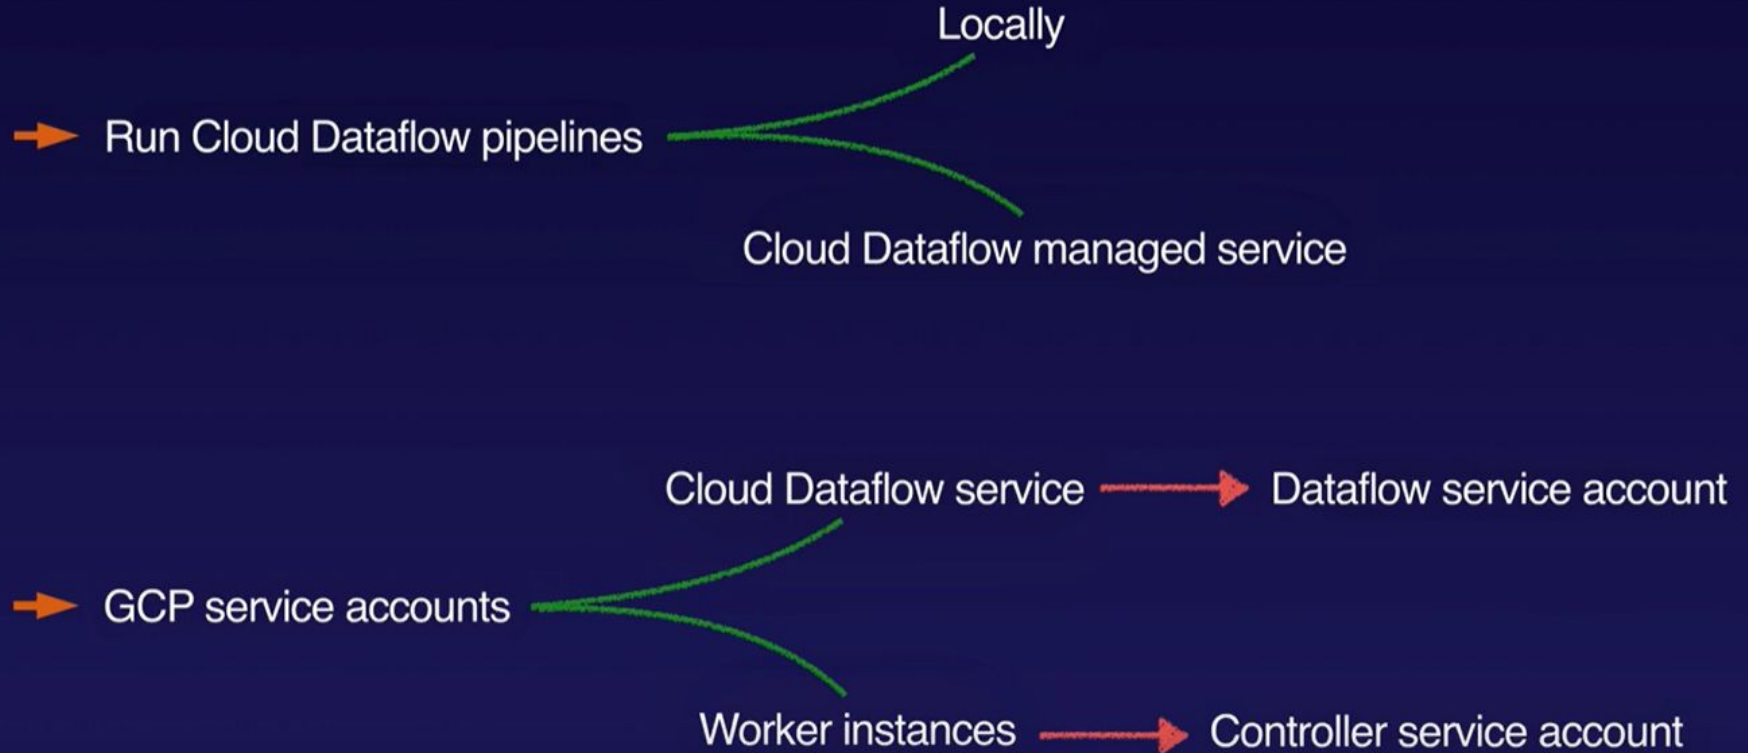 Locally
Run Cloud Dataflow pipelines
Cloud Dataflow managed service
Cloud Dataflow service
Dataflow service account
GCP service accounts
Worker instances
Controller service account